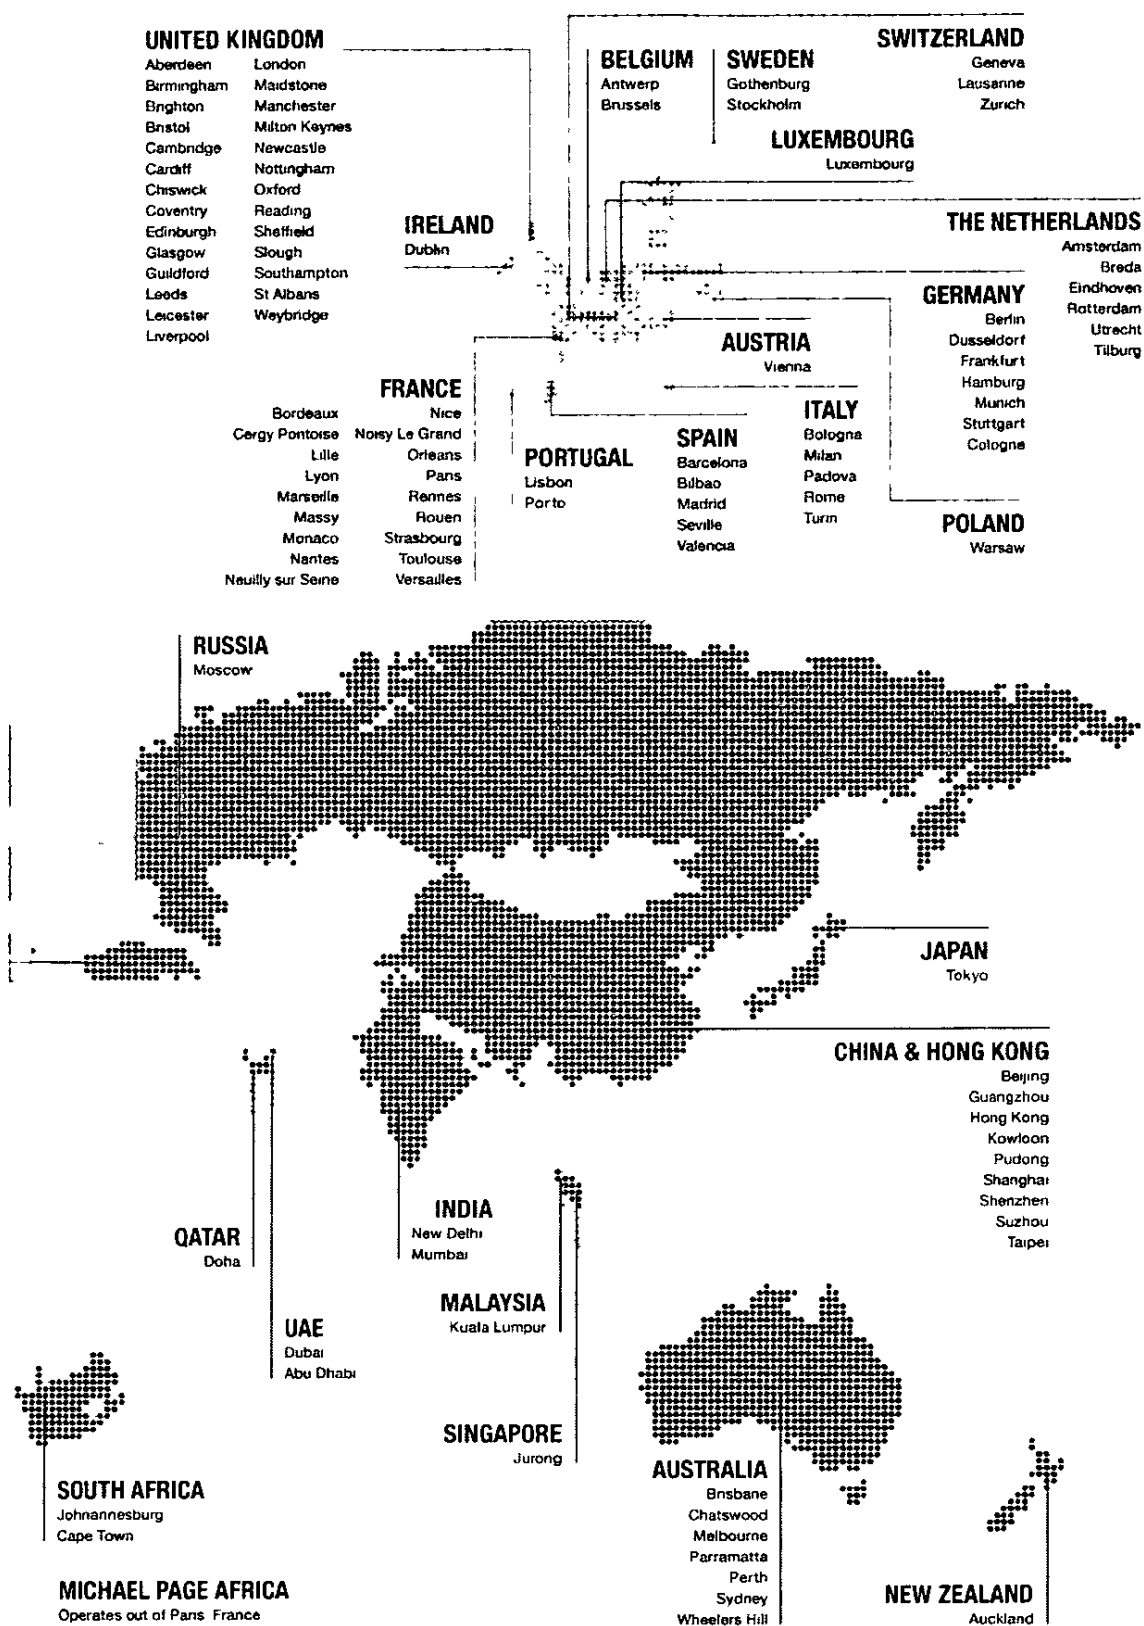 UNITED KINGDOM
Aberdeen London
Birmingham Maidstone
Brighton Manchester
Bristol Milton Keynes
Cambridge Newcastle
Cardiff Nottingham
Chiswick Oxford
Coventry Reading
Edinburgh Sheffield
Glasgow Slough
Guildford Southampton
Leeds St Albans
Leicester Weybridge
Liverpool
BELGIUM
Antwerp
Brussels
SWEDEN
Gothenburg
Stockholm
SWITZERLAND
Geneva
Lausanne
Zurich
LUXEMBOURG
Luxembourg
IRELAND
Dublin
THE NETHERLANDS
Amsterdam
Breda
Eindhoven
Rotterdam
Utrecht
Tilburg
GERMANY
Berlin
Dusseldorf
Frankfurt
Hamburg
Munich
Stuttgart
Cologne
AUSTRIA
Vienna
FRANCE
Bordeaux Nice
Cergy Pontoise Noisy Le Grand
Lille Orleans
Lyon Paris
Marseille Rennes
Massy Rouen
Monaco Strasbourg
Nantes Toulouse
Neuilly sur Seine Versailles
PORTUGAL
Lisbon
Porto
SPAIN
Barcelona
Bilbao
Madrid
Seville
Valencia
ITALY
Bologna
Milan
Padova
Rome
Turin
POLAND
Warsaw
RUSSIA
Moscow
JAPAN
Tokyo
CHINA & HONG KONG
Beijing
Guangzhou
Hong Kong
Kowloon
Pudong
Shanghai
Shenzhen
Suzhou
Taipei
QATAR
Doha
INDIA
New Delhi
Mumbai
UAE
Dubai
Abu Dhabi
MALAYSIA
Kuala Lumpur
SINGAPORE
Jurong
SOUTH AFRICA
Johnannesburg
Cape Town
AUSTRALIA
Brisbane
Chatswood
Melbourne
Parramatta
Perth
Sydney
Wheelers Hill
NEW ZEALAND
Auckland
MICHAEL PAGE AFRICA
Operates out of Paris France